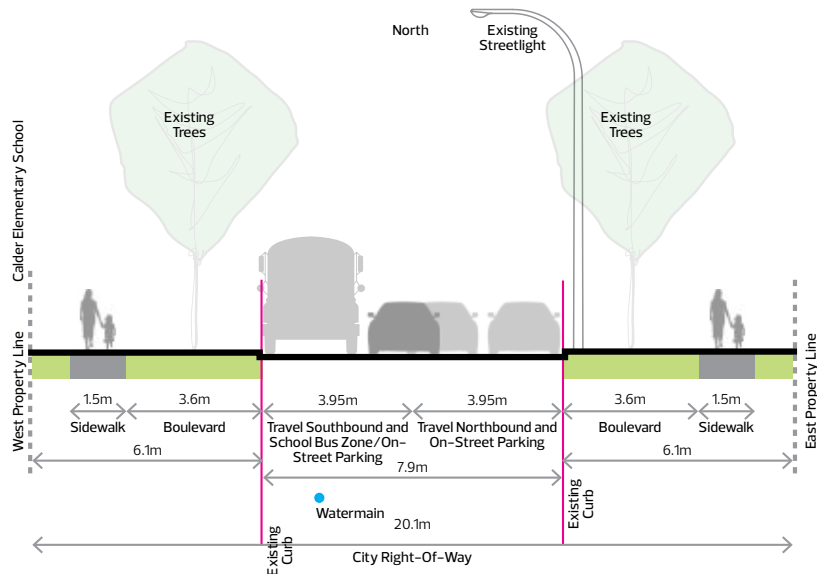 North
Existing
Streetlight
Existing
Trees
Existing
Trees
Calder Elementary School
West Property Line
East Property Line
1.5m
3.6m
3.95m
3.95m
3.6m
1.5m
Sidewalk
Boulevard
Travel Southbound and
School Bus Zone/On-
Street Parking
Travel Northbound and
On-Street Parking
Boulevard
Sidewalk
6.1m
7.9m
6.1m
Watermain
Existing
Curb
Existing
Curb
20.1m
City Right-Of-Way